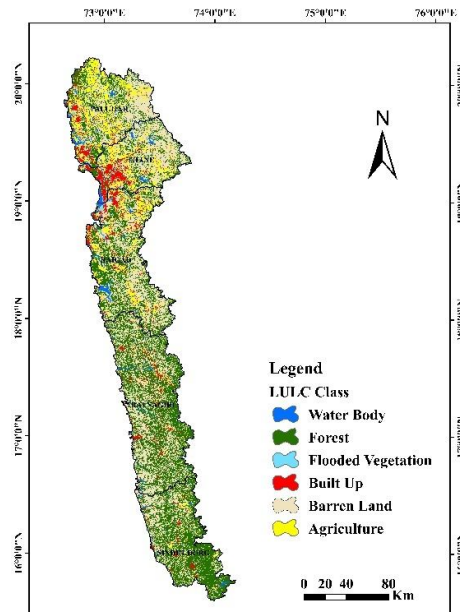 73°0'0"E 74°0'0"E 75°0'0"E 76°0'0"E
20°0'0"N
19°0'0"N
18°0'0"N
17°0'0"N
16°0'0"N
N
Legend
LULC Class
Water Body
Forest
Flooded Vegetation
Built Up
Barren Land
Agriculture
0 20 40 80
Km